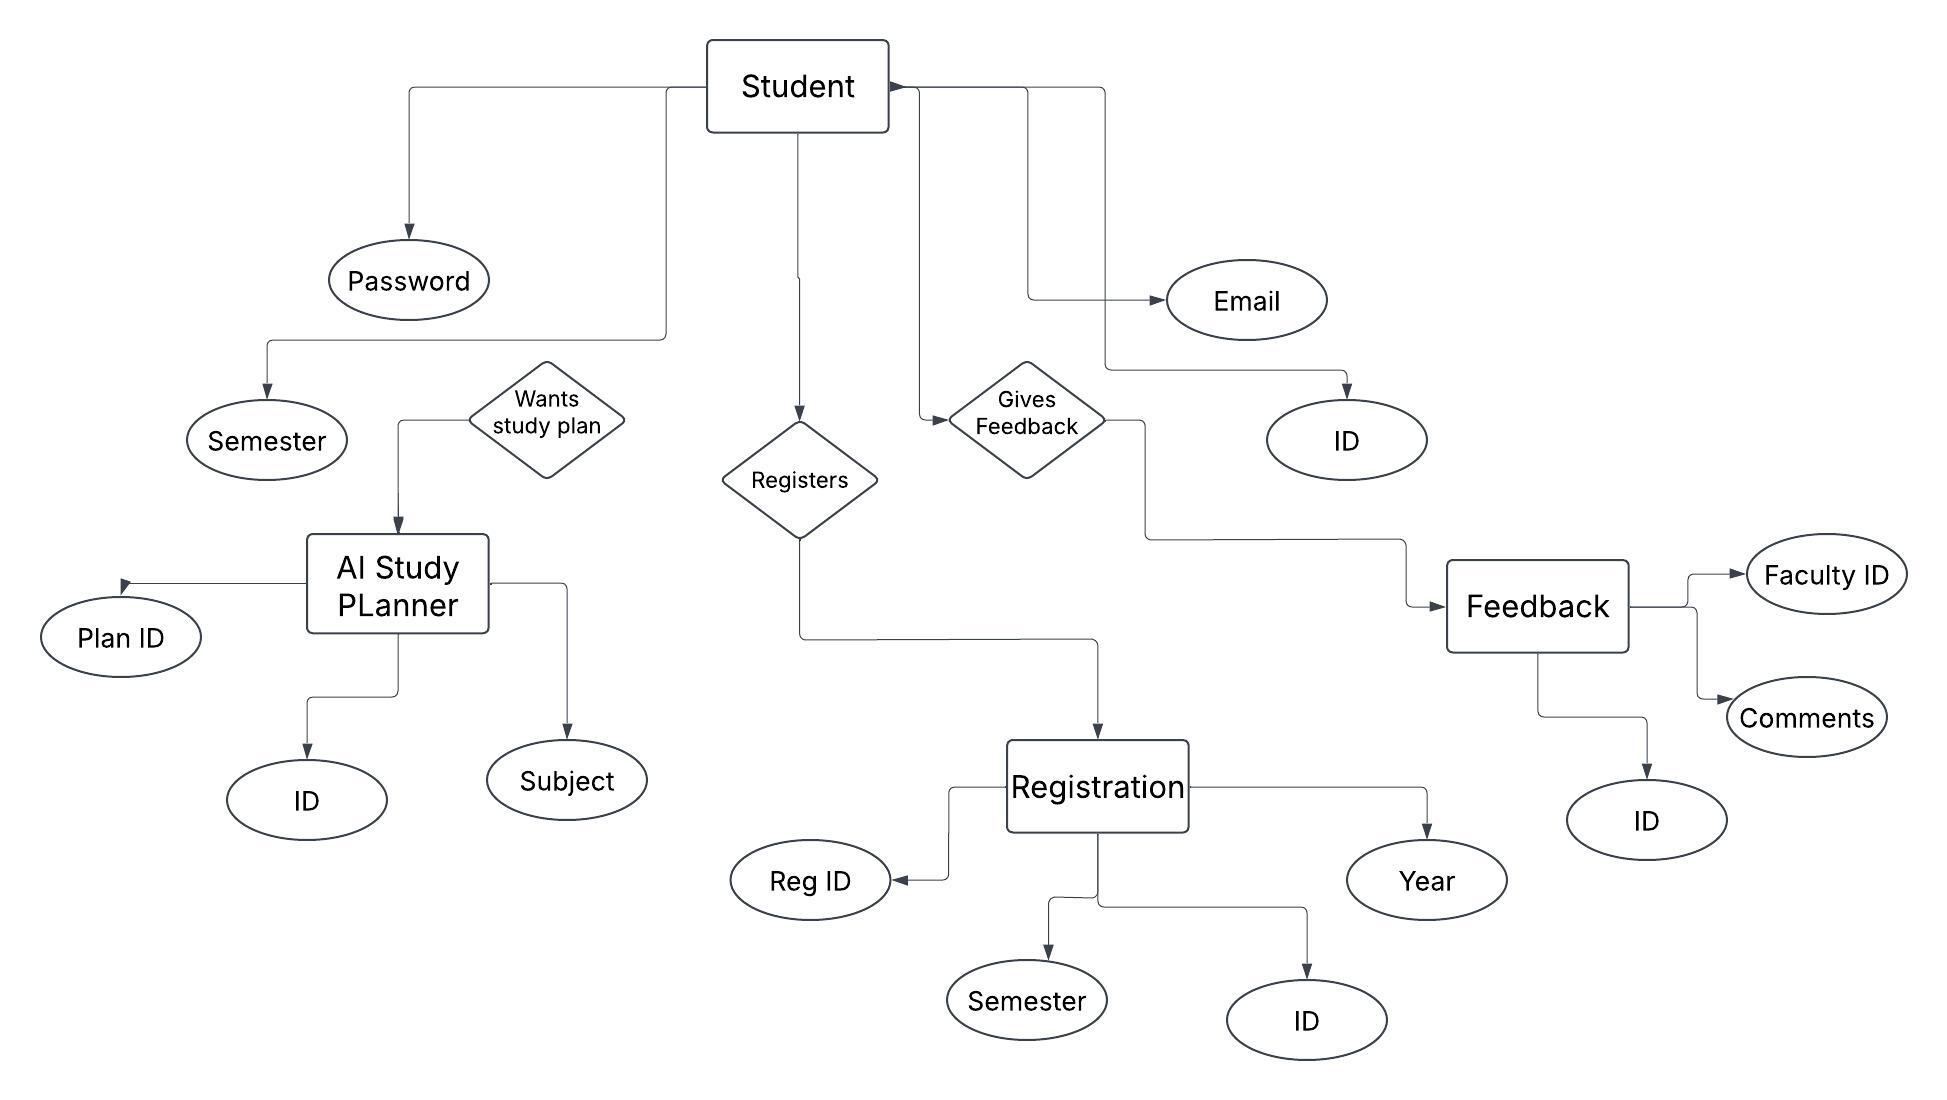 Student
Password
Email
Semester
Wants
study plan
Gives
Feedback
ID
Registers
AI Study
PLanner
Feedback
Faculty ID
Plan ID
Comments
ID
Subject
Registration
ID
Reg ID
Year
Semester
ID